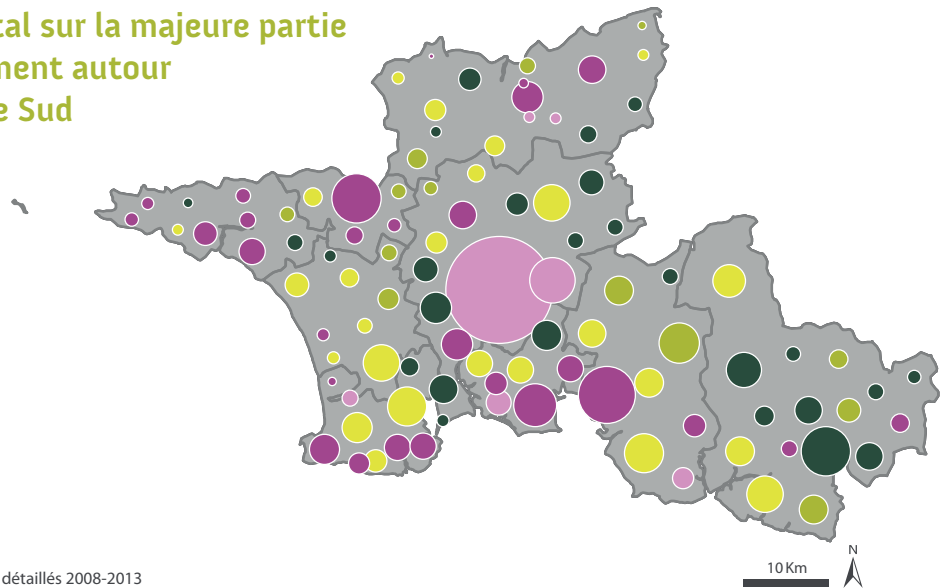 tal sur la majeure partie
ment autour
e Sud
N
10 Km
détaillés 2008-2013